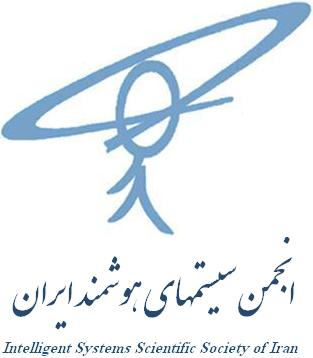 انجمن سیستمهای هوشمند ایران
Intelligent Systems Scientific Society of Iran